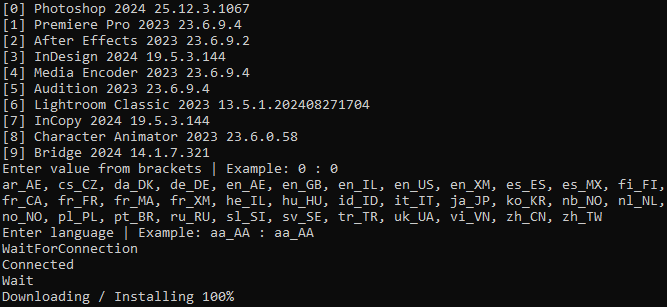 [0] Photoshop 2024 25.12.3.1067
[1] Premiere Pro 2023 23.6.9.4
[2] After Effects 2023 23.6.9.2
[3] InDesign 2024 19.5.3.144
[4] Media Encoder 2023 23.6.9.4
[5] Audition 2023 23.6.9.4
[6] Lightroom Classic 2023 13.5.1.202408271704
[7] InCopy 2024 19.5.3.144
[8] Character Animator 2023 23.6.0.58
[9] Bridge 2024 14.1.7.321
Enter value from brackets | Example: 0 : 0
ar_AE, cs_CZ, da_DK, de_DE, en_AE, en_GB, en_IL, en_US, en_XM, es_ES, es_MX, fi_FI,
fr_CA, fr_FR, fr_MA, fr_XM, he_IL, hu_HU, id_ID, it_IT, ja_JP, ko_KR, nb_NO, nl_NL,
no_NO, pl_PL, pt_BR, ru_RU, sl_SI, sv_SE, tr_TR, uk_UA, vi_VN, zh_CN, zh_TW
Enter language | Example: aa_AA : aa_AA
WaitForConnection
Connected
Wait
Downloading / Installing 100%